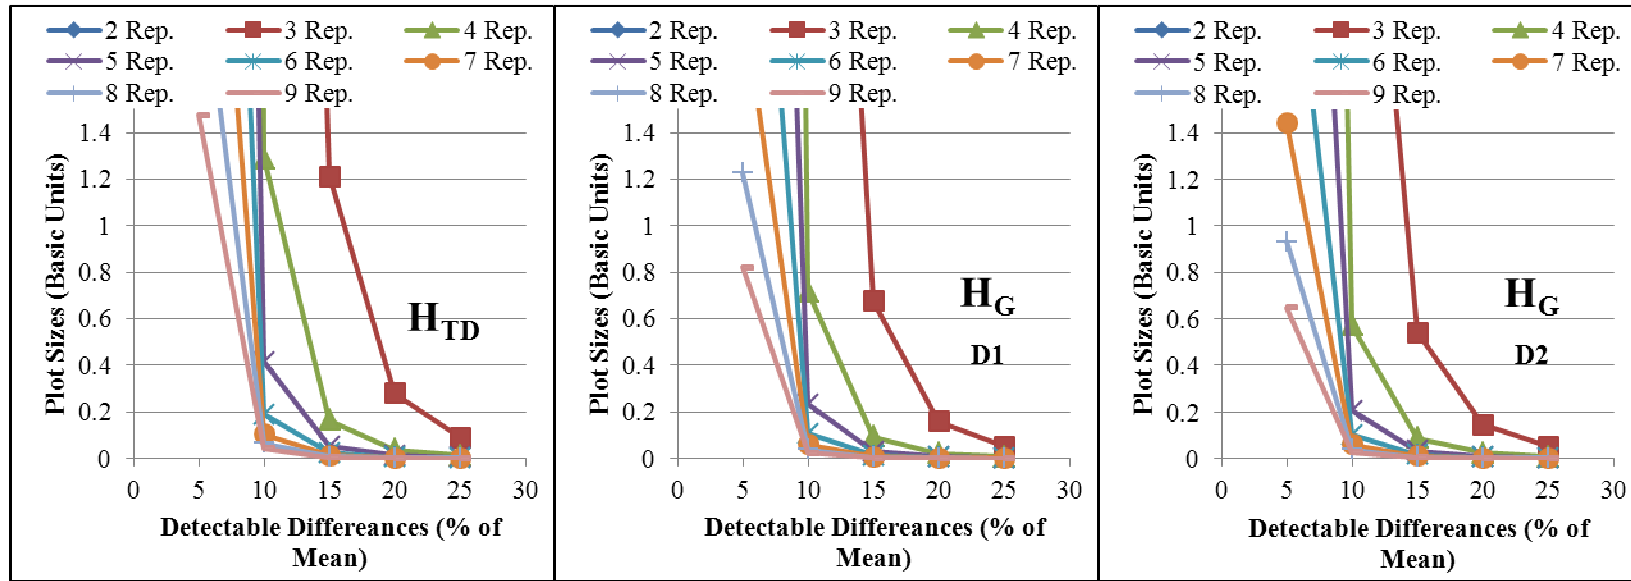 2 Rep. 3 Rep. 4 Rep.
5 Rep. 6 Rep. 7 Rep.
8 Rep. 9 Rep.
1.4
1.2
1
0.8
0.6
0.4
0.2
0
Plot Sizes (Basic Units)
HTD
0 5 10 15 20 25 30
Detectable Differeances (% of
Mean)
2 Rep. 3 Rep. 4 Rep.
5 Rep. 6 Rep. 7 Rep.
8 Rep. 9 Rep.
1.4
1.2
1
0.8
0.6
0.4
0.2
0
Plot Sizes (Basic Units)
HG
D1
0 5 10 15 20 25 30
Detectable Differeances (% of
Mean)
2 Rep. 3 Rep. 4 Rep.
5 Rep. 6 Rep. 7 Rep.
8 Rep. 9 Rep.
1.4
1.2
1
0.8
0.6
0.4
0.2
0
Plot Sizes (Basic Units)
HG
D2
0 5 10 15 20 25 30
Detectable Differeances (% of
Mean)